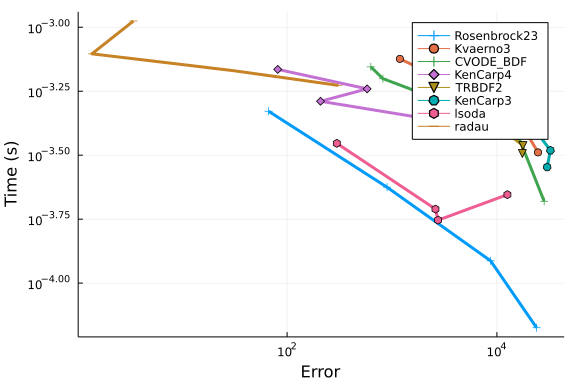 10^−3.00
10^−3.25
10^−3.50
10^−3.75
10^−4.00
Time (s)
Rosenbrock23
Kvaerno3
CVODE_BDF
KenCarp4
TRBDF2
KenCarp3
lsoda
radau
10^2
10^4
Error